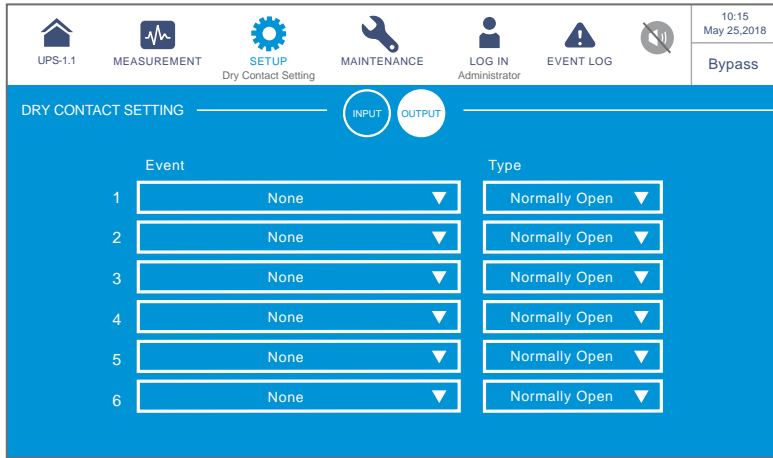 10:15
May 25,2018
UPS-1.1 MEASUREMENT SETUP MAINTENANCE LOG IN EVENT LOG
Dry Contact Setting Administrator
Bypass
DRY CONTACT SETTING INPUT OUTPUT
Event Type
1 None Normally Open
2 None Normally Open
3 None Normally Open
4 None Normally Open
5 None Normally Open
6 None Normally Open